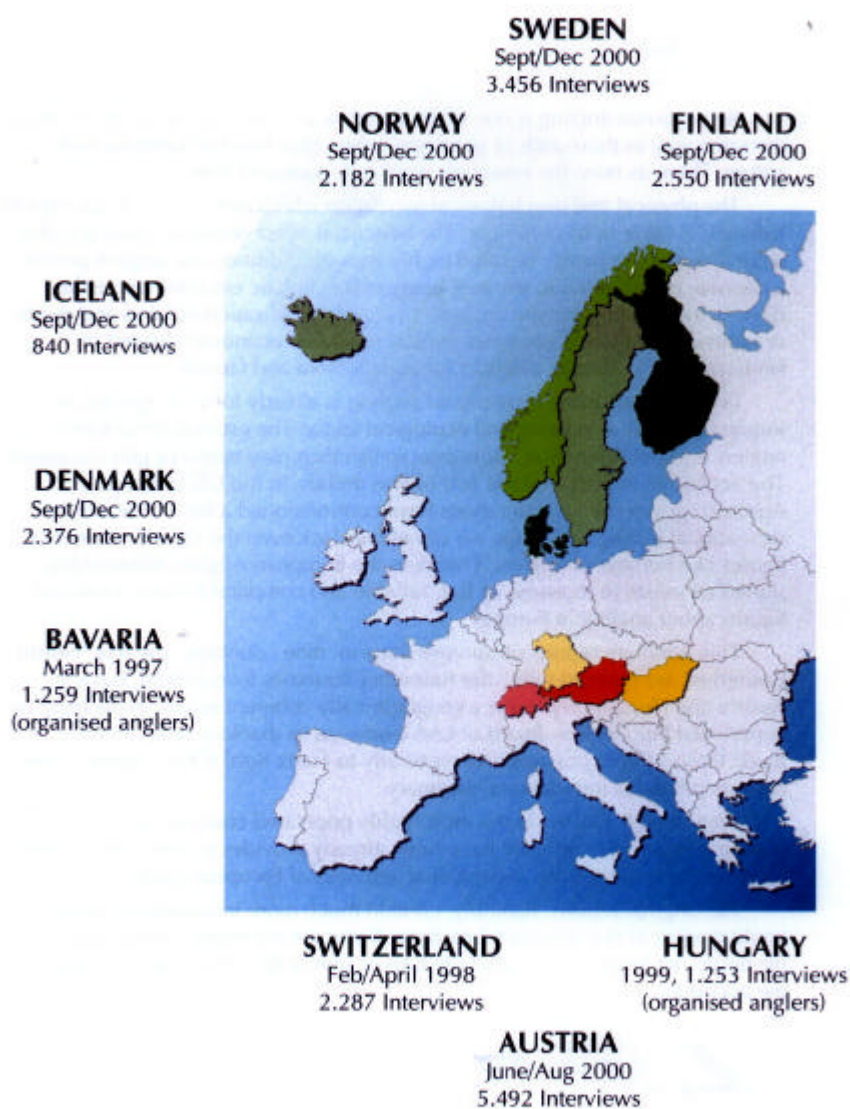 SWEDEN
Sept/Dec 2000
3.456 Interviews
NORWAY
Sept/Dec 2000
2.182 Interviews
FINLAND
Sept/Dec 2000
2.550 Interviews
ICELAND
Sept/Dec 2000
840 Interviews
DENMARK
Sept/Dec 2000
2.376 Interviews
BAVARIA
March 1997
1.259 Interviews
(organised anglers)
SWITZERLAND
Feb/April 1998
2.287 Interviews
HUNGARY
1999, 1.253 Interviews
(organised anglers)
AUSTRIA
June/Aug 2000
5.492 Interviews